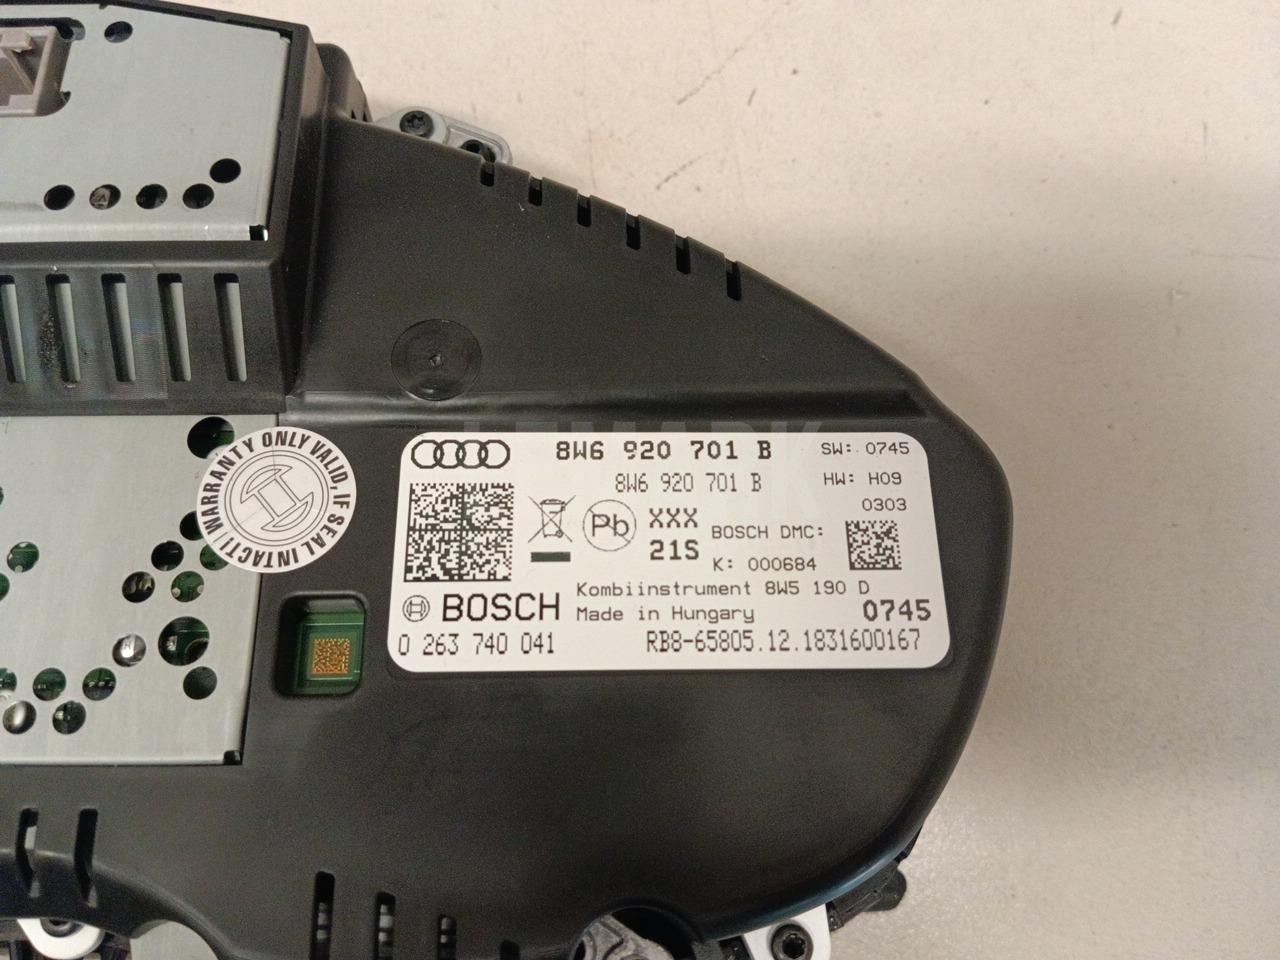 8W6 920 701 B
SW: 0745
8W6 920 701 B
HW: H09
0303
Pb
XXX
21S
BOSCH DMC:
K: 000684
Kombiinstrument 8W5 190 D
BOSCH
Made in Hungary
0745
0 263 740 041
RB8-65805.12.1831600167
WARRANTY ONLY VALID, IF SEAL INTACT!
LEMARK